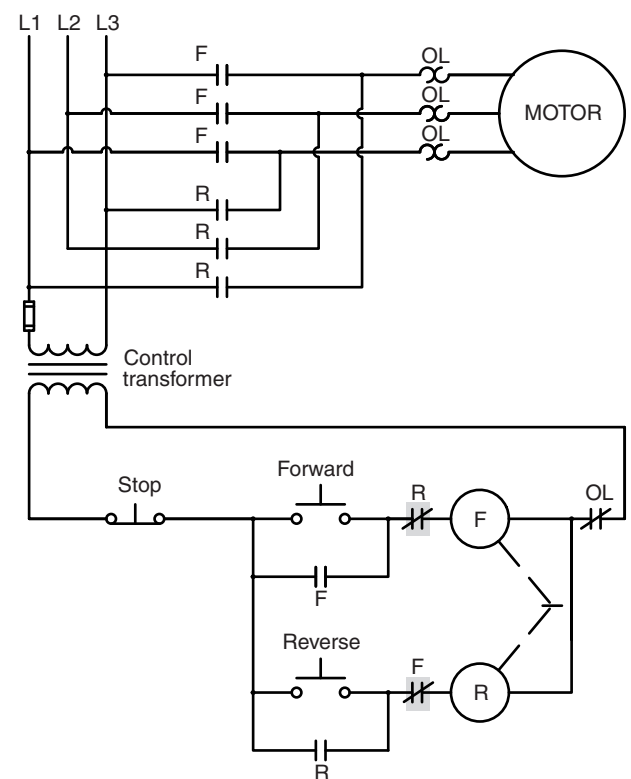 L1 L2 L3
F
OL
F
OL
MOTOR
F
OL
R
R
R
Control
transformer
Forward
Stop
R
F
OL
F
Reverse
F
R
R